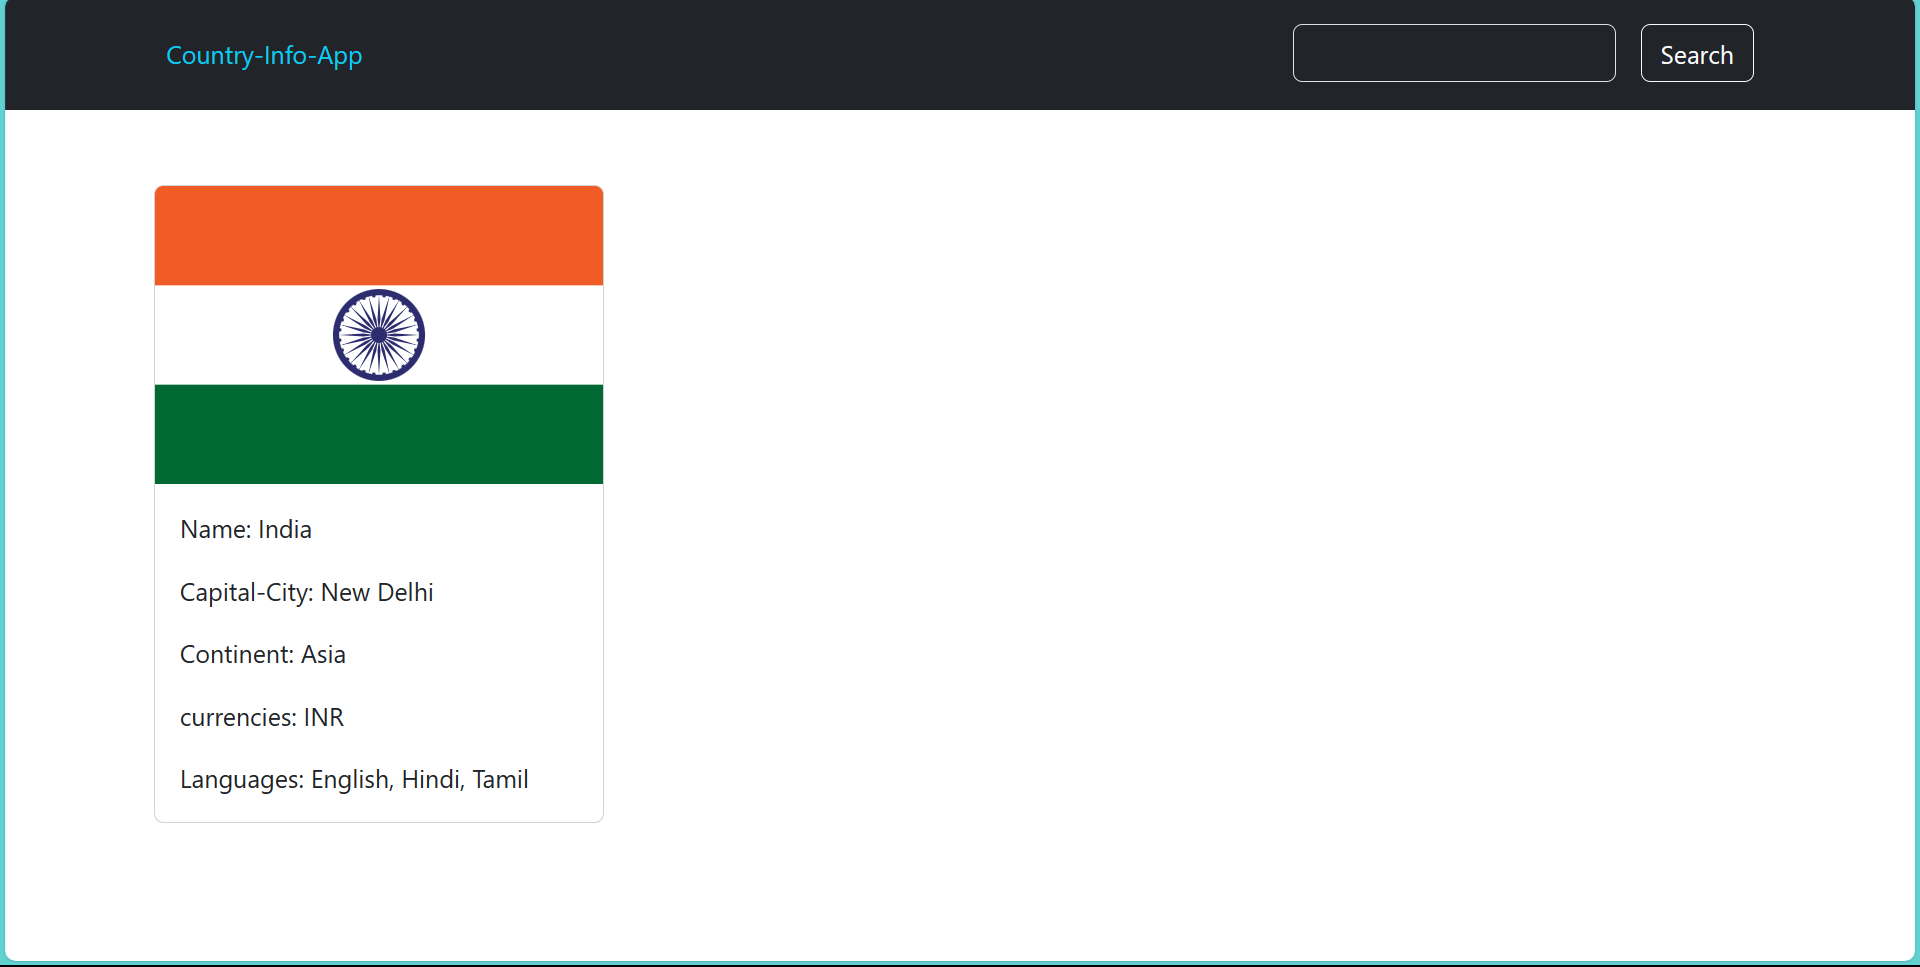 Country-Info-App
Search
Name: India
Capital-City: New Delhi
Continent: Asia
currencies: INR
Languages: English, Hindi, Tamil